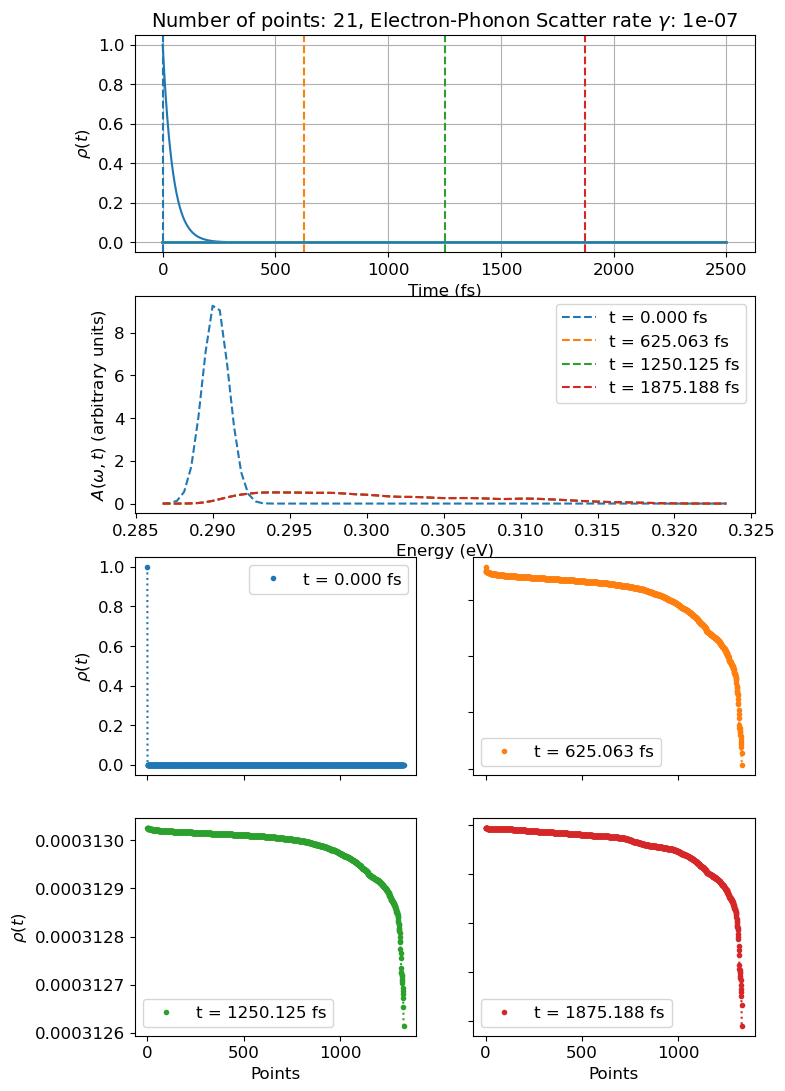 Number of points: 21, Electron-Phonon Scatter rate γ: 1e-07
1.0
0.8
0.6
0.4
0.2
0.0
ρ(t)
0 500 1000 1500 2000 2500
Time (fs)
8
6
4
2
0
A(ω, t) (arbitrary units)
t = 0.000 fs
t = 625.063 fs
t = 1250.125 fs
t = 1875.188 fs
0.285 0.290 0.295 0.300 0.305 0.310 0.315 0.320 0.325
Energy (eV)
1.0
0.8
0.6
0.4
0.2
0.0
ρ(t)
t = 0.000 fs
t = 625.063 fs
0.0003130
0.0003129
0.0003128
0.0003127
0.0003126
ρ(t)
t = 1250.125 fs
0 500 1000
Points
t = 1875.188 fs
0 500 1000
Points